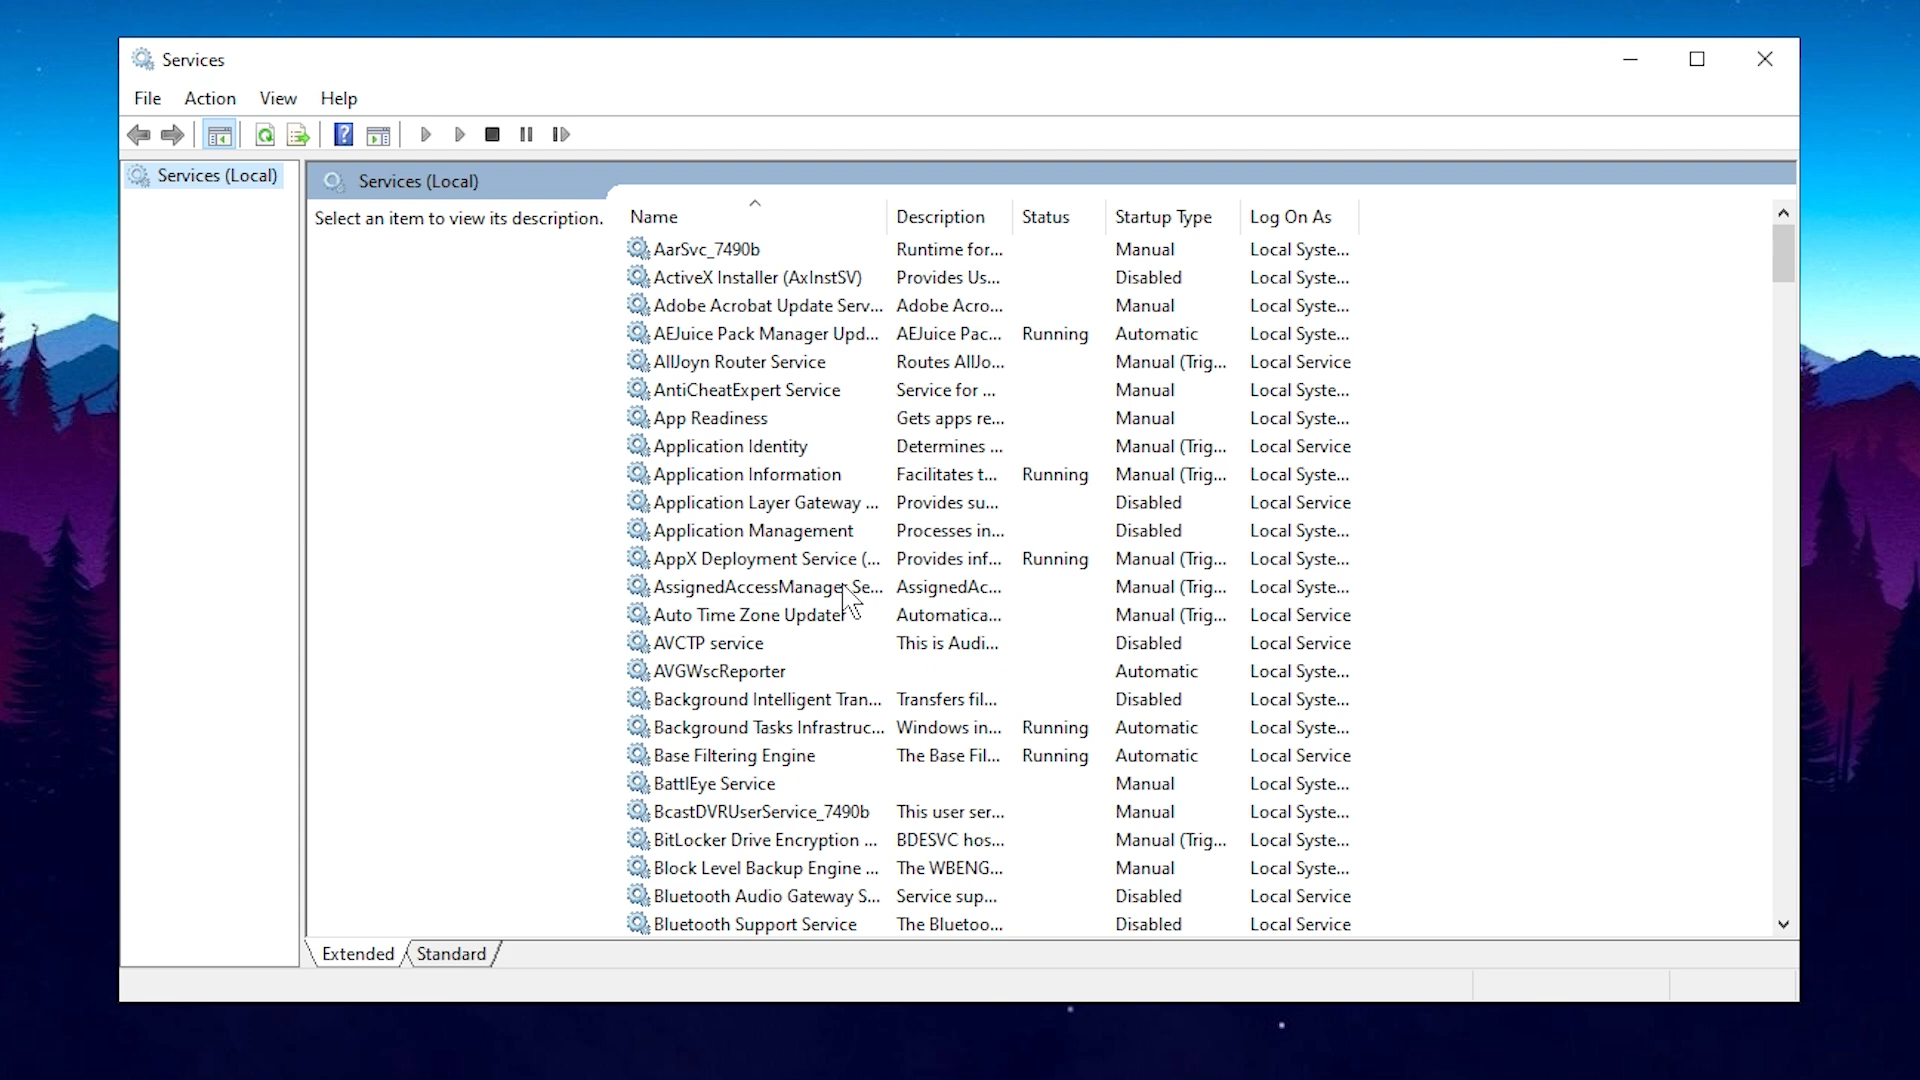 Services
File Action View Help
Services (Local)
Services (Local)
Select an item to view its description.
Name Description Status Startup Type Log On As
AarSvc_7490b Runtime for... Manual Local Syste...
ActiveX Installer (AxInstSV) Provides Us... Disabled Local Syste...
Adobe Acrobat Update Serv... Adobe Acro... Manual Local Syste...
AEJuice Pack Manager Upd... AEJuice Pac... Running Automatic Local Syste...
AllJoyn Router Service Routes AllJo... Manual (Trig... Local Service
AntiCheatExpert Service Service for ... Manual Local Syste...
App Readiness Gets apps re... Manual Local Syste...
Application Identity Determines ... Manual (Trig... Local Service
Application Information Facilitates t... Running Manual (Trig... Local Syste...
Application Layer Gateway ... Provides su... Disabled Local Service
Application Management Processes in... Disabled Local Syste...
AppX Deployment Service (... Provides inf... Running Manual (Trig... Local Syste...
AssignedAccessManager Se... AssignedAc... Manual (Trig... Local Syste...
Auto Time Zone Updater Automatica... Manual (Trig... Local Service
AVCTP service This is Audi... Disabled Local Service
AVGWscReporter Automatic Local Syste...
Background Intelligent Tran... Transfers fil... Disabled Local Syste...
Background Tasks Infrastruc... Windows in... Running Automatic Local Syste...
Base Filtering Engine The Base Fil... Running Automatic Local Service
BattlEye Service Manual Local Syste...
BcastDVRUserService_7490b This user ser... Manual Local Syste...
BitLocker Drive Encryption ... BDESVC hos... Manual (Trig... Local Syste...
Block Level Backup Engine ... The WBENG... Manual Local Syste...
Bluetooth Audio Gateway S... Service sup... Disabled Local Service
Bluetooth Support Service The Bluetoo... Disabled Local Service
Extended Standard